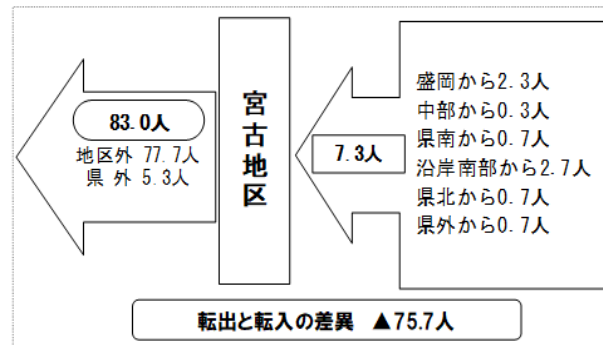 83.0人
地区外 77.7人
県 外 5.3人
宮古地区
7.3人
盛岡から2.3人
中部から0.3人
県南から0.7人
沿岸南部から2.7人
県北から0.7人
県外から0.7人
転出と転入の差異 ▲75.7人